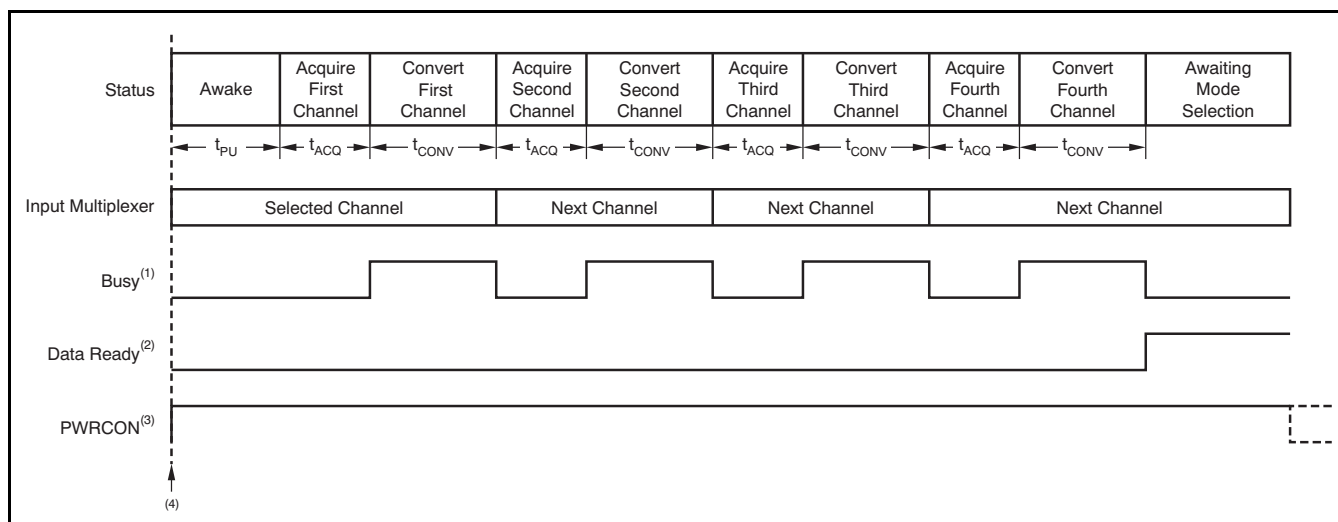 Status
Awake
Acquire
First
Channel
Convert
First
Channel
Acquire
Second
Channel
Convert
Second
Channel
Acquire
Third
Channel
Convert
Third
Channel
Acquire
Fourth
Channel
Convert
Fourth
Channel
Awaiting
Mode
Selection
tPU
tACQ
tCONV
tACQ
tCONV
tACQ
tCONV
tACQ
tCONV
Input Multiplexer
Selected Channel
Next Channel
Next Channel
Next Channel
Busy(1)
Data Ready(2)
PWRCON(3)
(4)